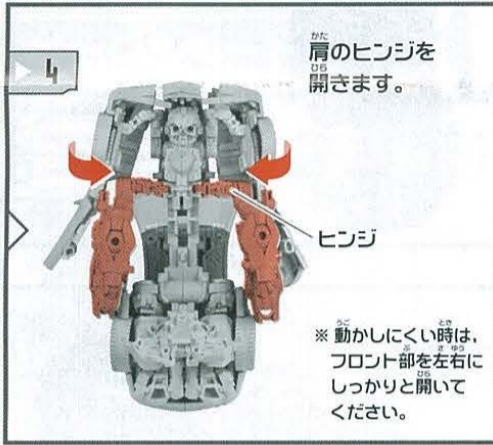 4
肩のヒンジを
開きます。
ヒンジ
※ 動かしにくい時は、
フロント部を左右に
しっかりと開いて
ください。